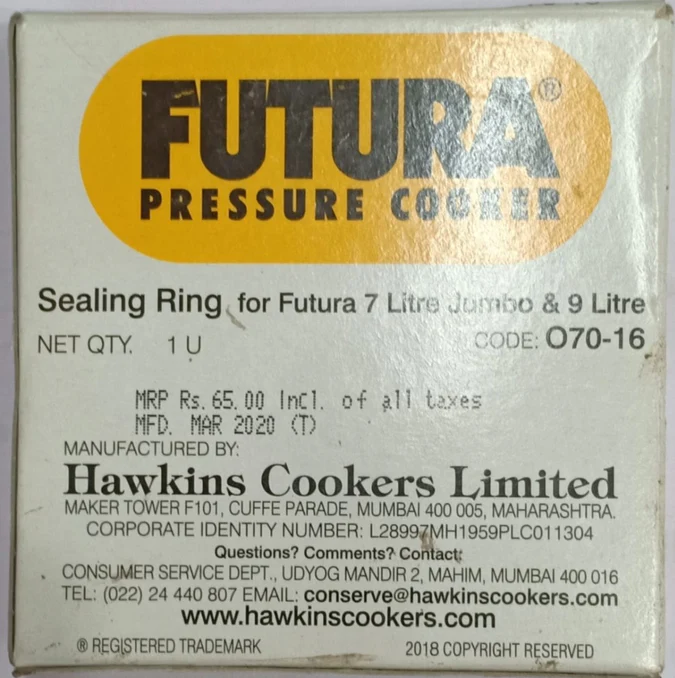 FUTURA®
PRESSURE COOKER
Sealing Ring for Futura 7 Litre Jumbo & 9 Litre
NET QTY. 1 U CODE: O70-16
MRP Rs.65.00 Incl. of all taxes
MFD. MAR 2020 (T)
MANUFACTURED BY:
Hawkins Cookers Limited
MAKER TOWER F101, CUFFE PARADE, MUMBAI 400 005, MAHARASHTRA.
CORPORATE IDENTITY NUMBER: L28997MH1959PLC011304
Questions? Comments? Contact:
CONSUMER SERVICE DEPT., UDYOG MANDIR 2, MAHIM, MUMBAI 400 016
TEL: (022) 24 440 807 EMAIL: conserve@hawkinscookers.com
www.hawkinscookers.com
® REGISTERED TRADEMARK 2018 COPYRIGHT RESERVED